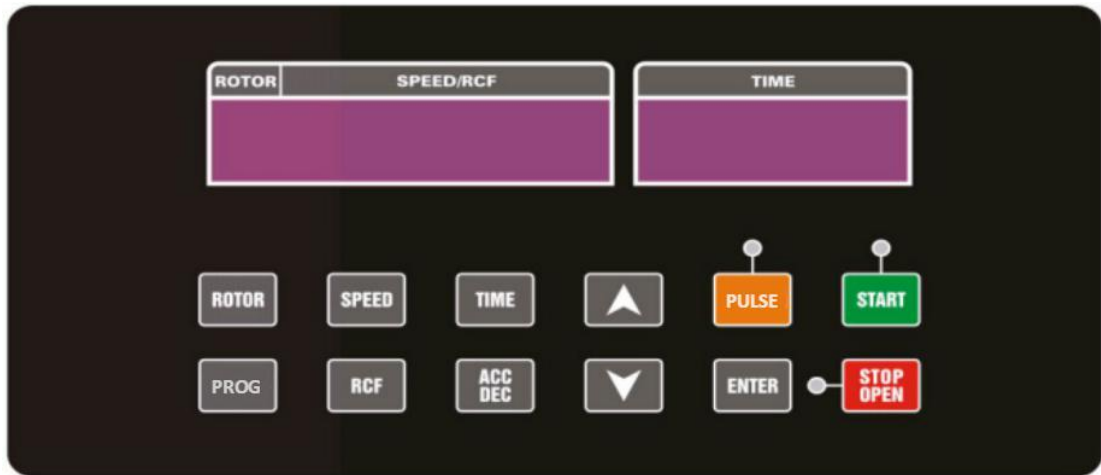 ROTOR SPEED/RCF TIME
ROTOR SPEED TIME PULSE START
PROG RCF ACC DEC ENTER STOP OPEN